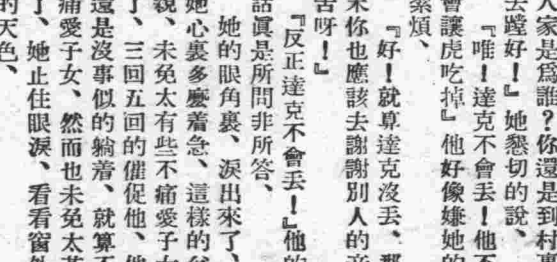 人家是爲誰？你還是到村裏
去蹚好！』她懇切的說、
『唯！達克不會丟！他不
會讓虎吃掉』他好像嫌她的
絮煩、
『好！就算達克沒丟、鄰
來你也應該去謝謝別人的辛
苦呀！』
『反正達克不會丟！』他的
話眞是所問非所答、
她的眼角裏、淚出來了、
她心裏多麼着急、這樣的父
親、未免太有些不痛愛子女
了、三回五回的催促他、他
還是沒事似的躺着、就算不
痛愛子女、然而也未免太
了、她止住眼淚、看看窗外
的天色、